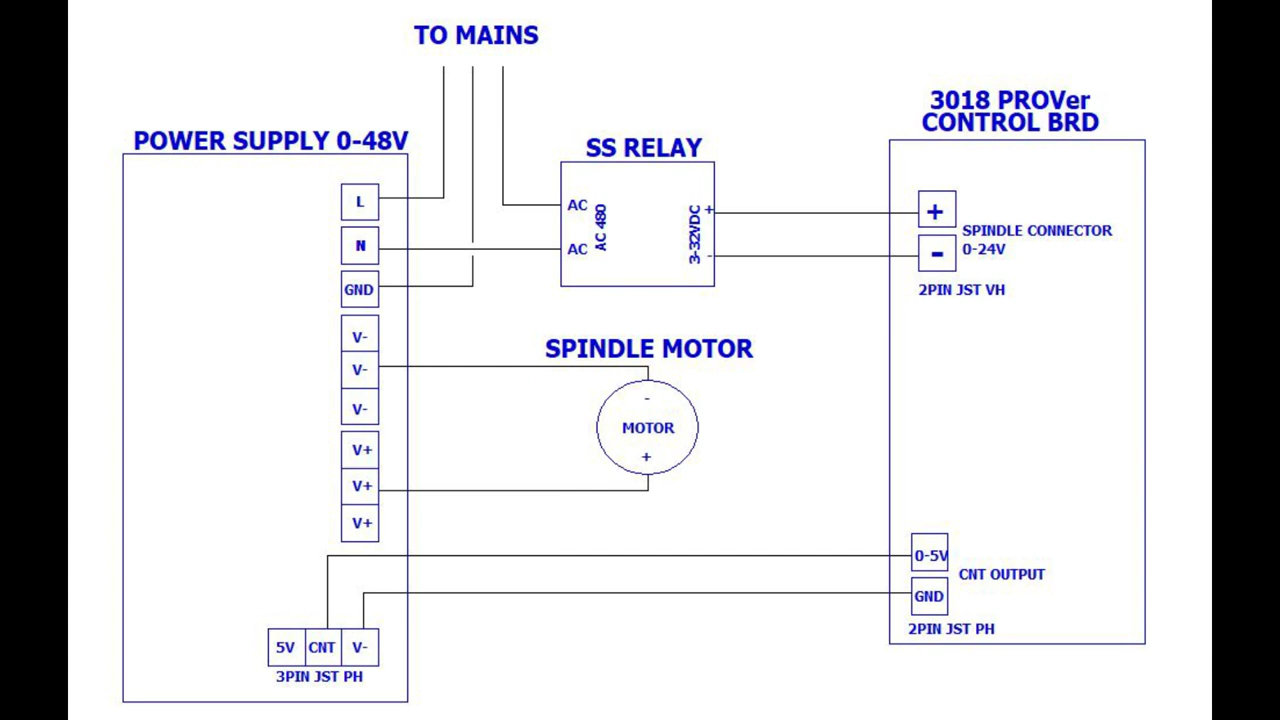 TO MAINS
POWER SUPPLY 0-48V
L
N
GND
V-
V-
V-
V+
V+
V+
5V CNT V-
3PIN JST PH
SS RELAY
AC
AC
AC 480
3-32VDC
+
-
SPINDLE MOTOR
-
MOTOR
+
3018 PROVer
CONTROL BRD
+
-
SPINDLE CONNECTOR
0-24V
2PIN JST VH
0-5V
GND
CNT OUTPUT
2PIN JST PH